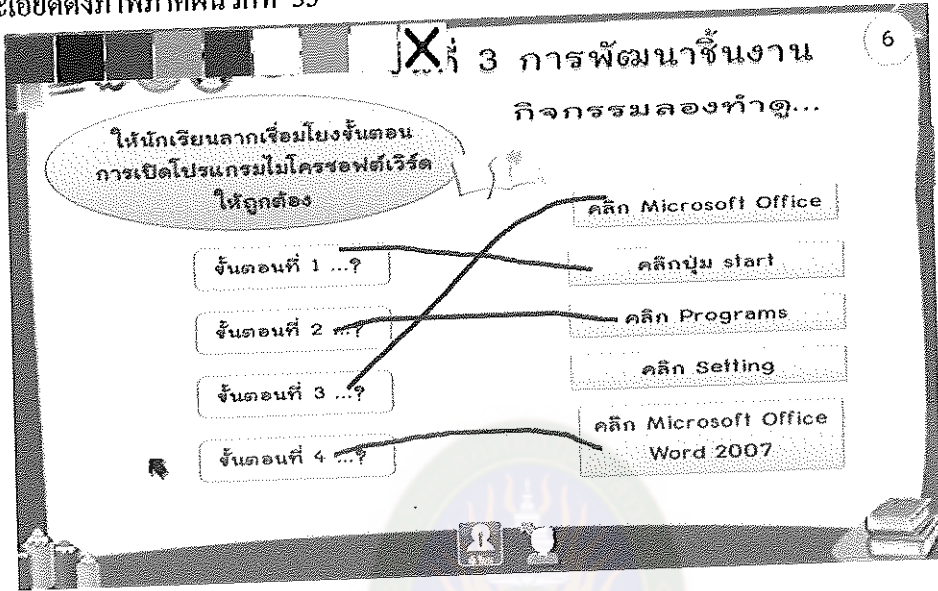 3 การพัฒนาชิ้นงาน
6
กิจกรรมลองทำดู...
ให้นักเรียนลากเชื่อมโยงขั้นตอน
การเปิดโปรแกรมไมโครซอฟต์เวิร์ด
ให้ถูกต้อง
คลิก Microsoft Office
ขั้นตอนที่ 1 ...?
คลิกปุ่ม start
ขั้นตอนที่ 2 ...?
คลิก Programs
ขั้นตอนที่ 3 ...?
คลิก Setting
ขั้นตอนที่ 4 ...?
คลิก Microsoft Office
Word 2007